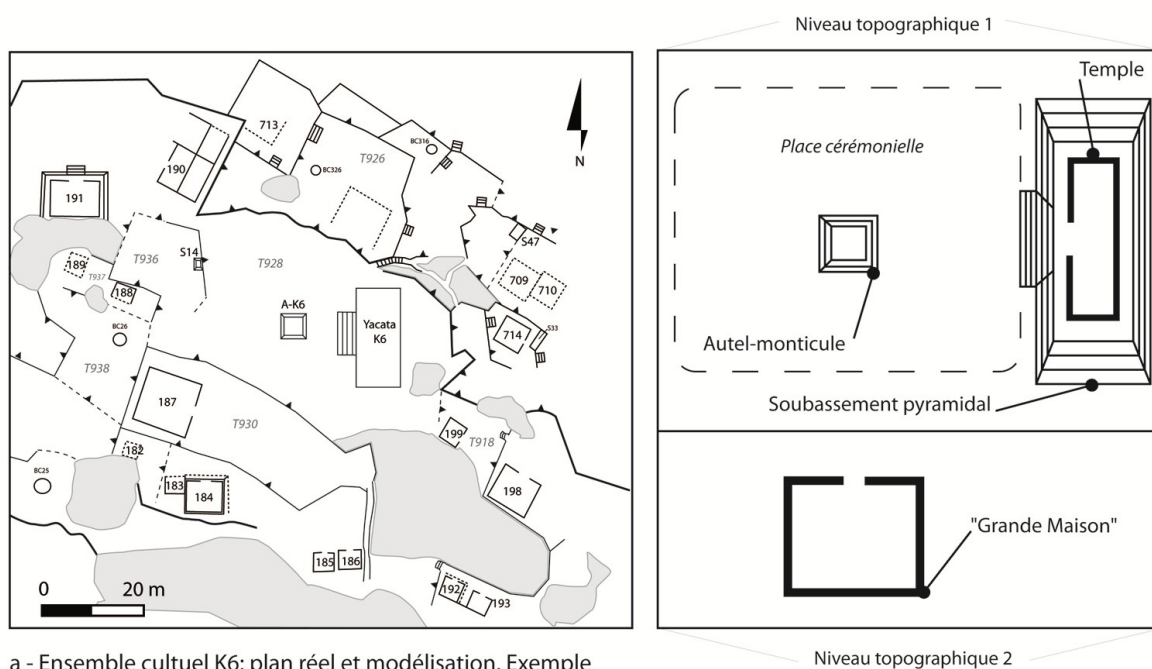 Niveau topographique 1
713
BC316
BC326
T926
190
191
S14
T936
T928
S47
189
T937
188
709
710
A-K6
Yacata
K6
714
S33
BC26
T938
187
T930
199
T918
182
183
184
198
BC25
185
186
192
193
N
0
20 m
Temple
Place cérémonielle
Autel-monticule
Soubassement pyramidal
"Grande Maison"
Niveau topographique 2
a - Ensemble cultuel K6: plan réel et modélisation. Exemple